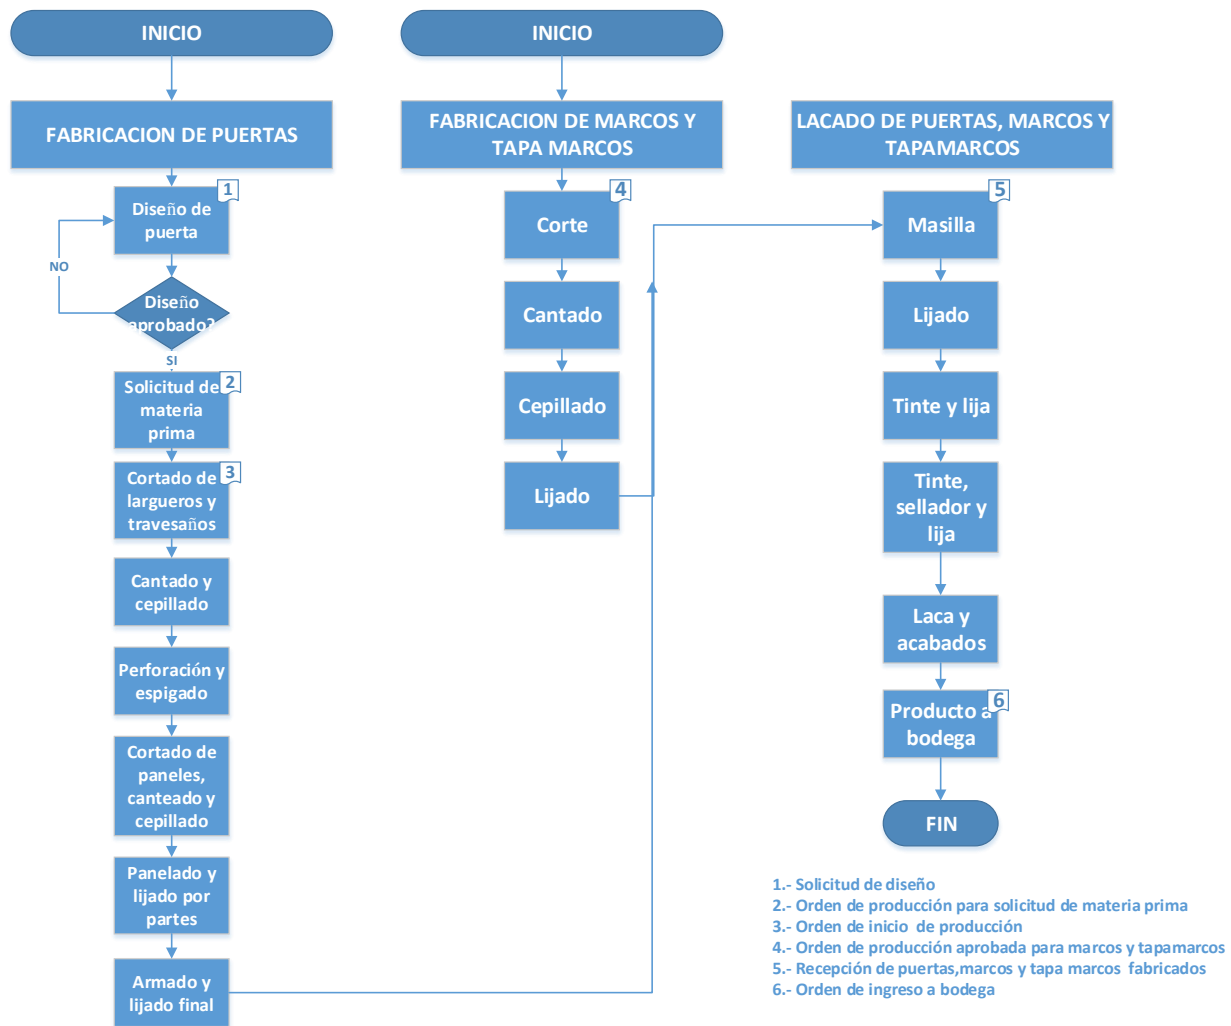 INICIO
FABRICACION DE PUERTAS
1
Diseño de
puerta
NO
Diseño
aprobado?
SI
2
Solicitud de
materia
prima
3
Cortado de
largueros y
travesaños
Cantado y
cepillado
Perforación y
espigado
Cortado de
paneles,
canteado y
cepillado
Panelado y
lijado por
partes
Armado y
lijado final
INICIO
FABRICACION DE MARCOS Y
TAPA MARCOS
4
Corte
Cantado
Cepillado
Lijado
LACADO DE PUERTAS, MARCOS Y
TAPAMARCOS
5
Masilla
Lijado
Tinte y lija
Tinte,
sellador y
lija
Laca y
acabados
6
Producto a
bodega
FIN
1.- Solicitud de diseño
2.- Orden de producción para solicitud de materia prima
3.- Orden de inicio de producción
4.- Orden de producción aprobada para marcos y tapamarcos
5.- Recepción de puertas,marcos y tapa marcos fabricados
6.- Orden de ingreso a bodega